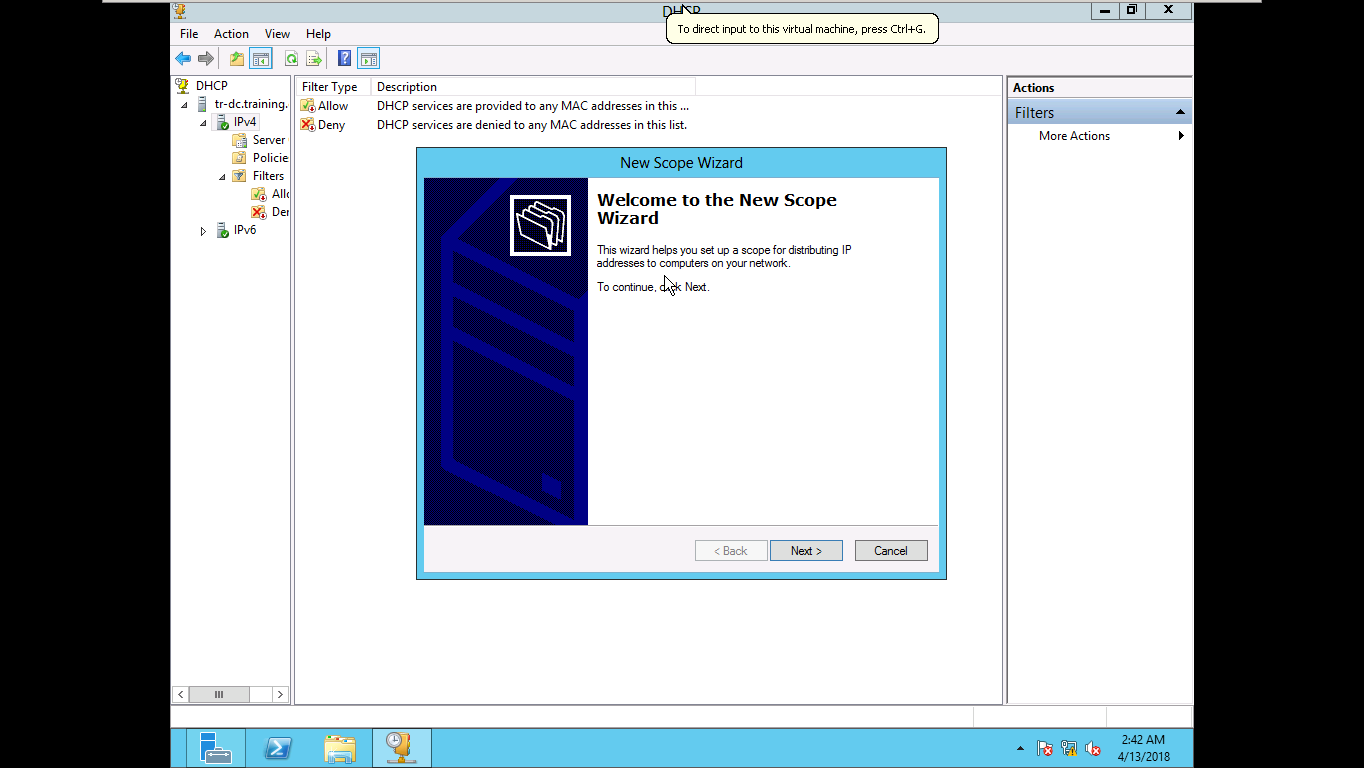 DHCP
To direct input to this virtual machine, press Ctrl+G.
File Action View Help
DHCP
tr-dc.training.
IPv4
Server
Policie
Filters
Allo
Der
IPv6
Filter Type Description
Allow DHCP services are provided to any MAC addresses in this ...
Deny DHCP services are denied to any MAC addresses in this list.
Actions
Filters
More Actions
New Scope Wizard
Welcome to the New Scope
Wizard
This wizard helps you set up a scope for distributing IP
addresses to computers on your network.
To continue, click Next.
< Back Next > Cancel
2:42 AM
4/13/2018